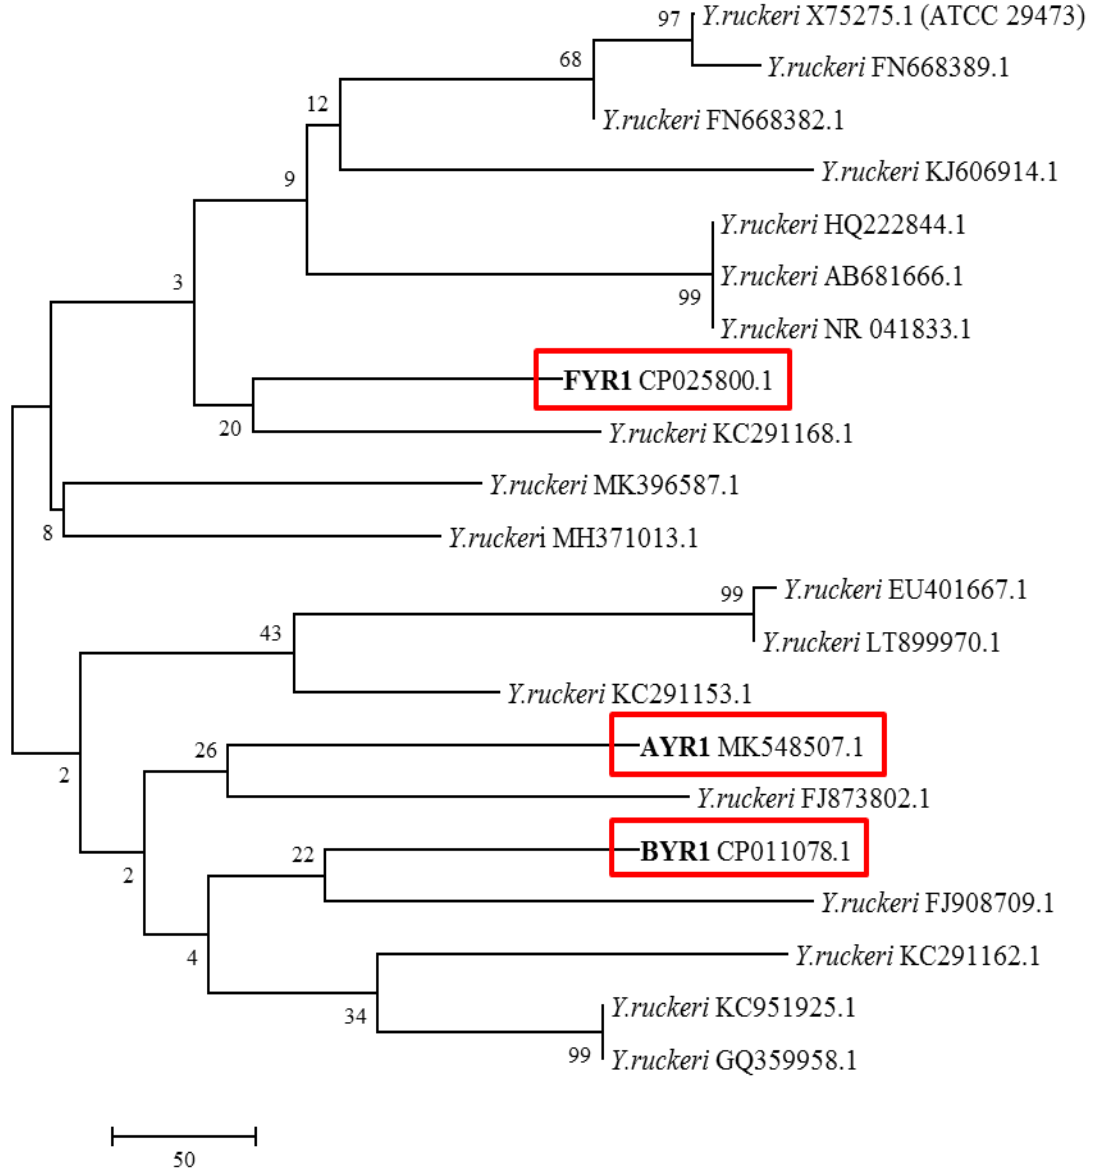 97
Y.ruckeri X75275.1 (ATCC 29473)
68
Y.ruckeri FN668389.1
12
Y.ruckeri FN668382.1
Y.ruckeri KJ606914.1
9
Y.ruckeri HQ222844.1
3
Y.ruckeri AB681666.1
99
Y.ruckeri NR 041833.1
FYR1 CP025800.1
20
Y.ruckeri KC291168.1
Y.ruckeri MK396587.1
8
Y.ruckeri MH371013.1
99
Y.ruckeri EU401667.1
43
Y.ruckeri LT899970.1
Y.ruckeri KC291153.1
26
AYR1 MK548507.1
2
Y.ruckeri FJ873802.1
22
BYR1 CP011078.1
2
Y.ruckeri FJ908709.1
4
Y.ruckeri KC291162.1
34
Y.ruckeri KC951925.1
99
Y.ruckeri GQ359958.1
50